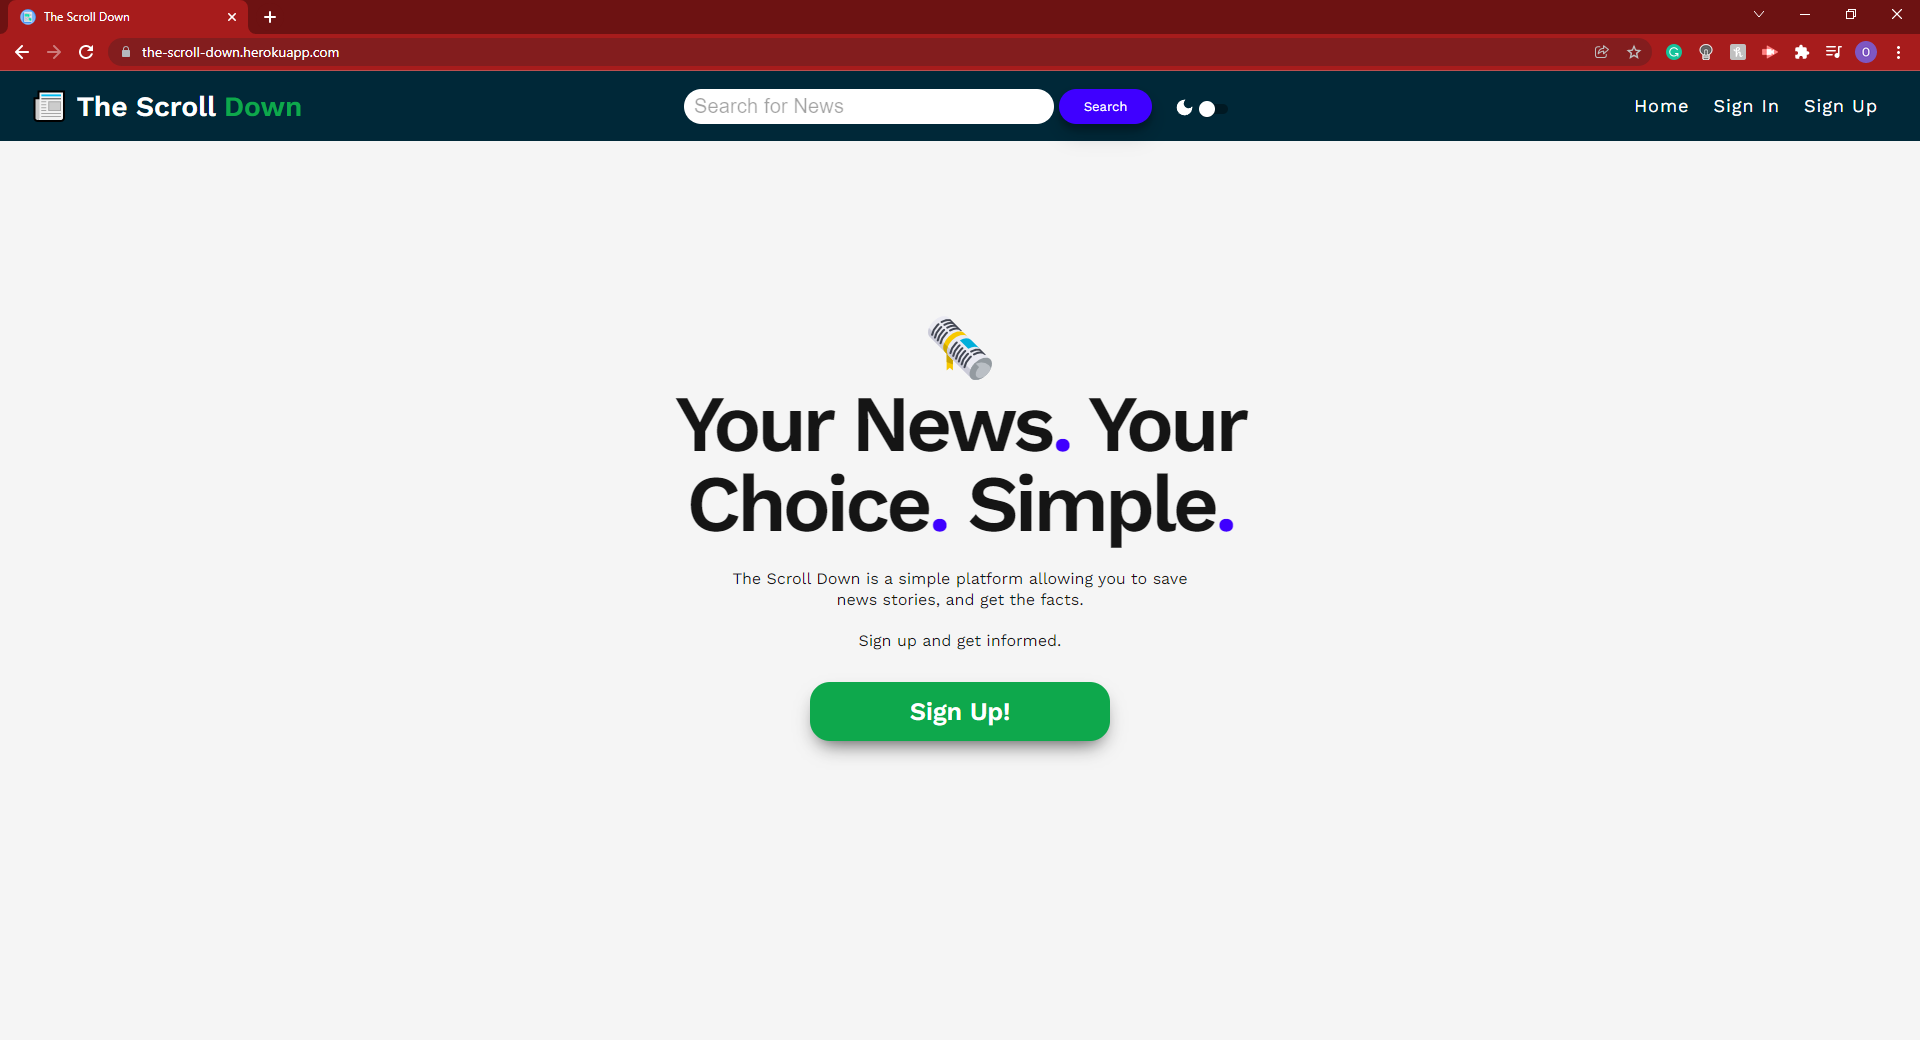 The Scroll Down
the-scroll-down.herokuapp.com
O
The Scroll Down
Search for News
Search
Home
Sign In
Sign Up
Your News. Your
Choice. Simple.
The Scroll Down is a simple platform allowing you to save
news stories, and get the facts.
Sign up and get informed.
Sign Up!